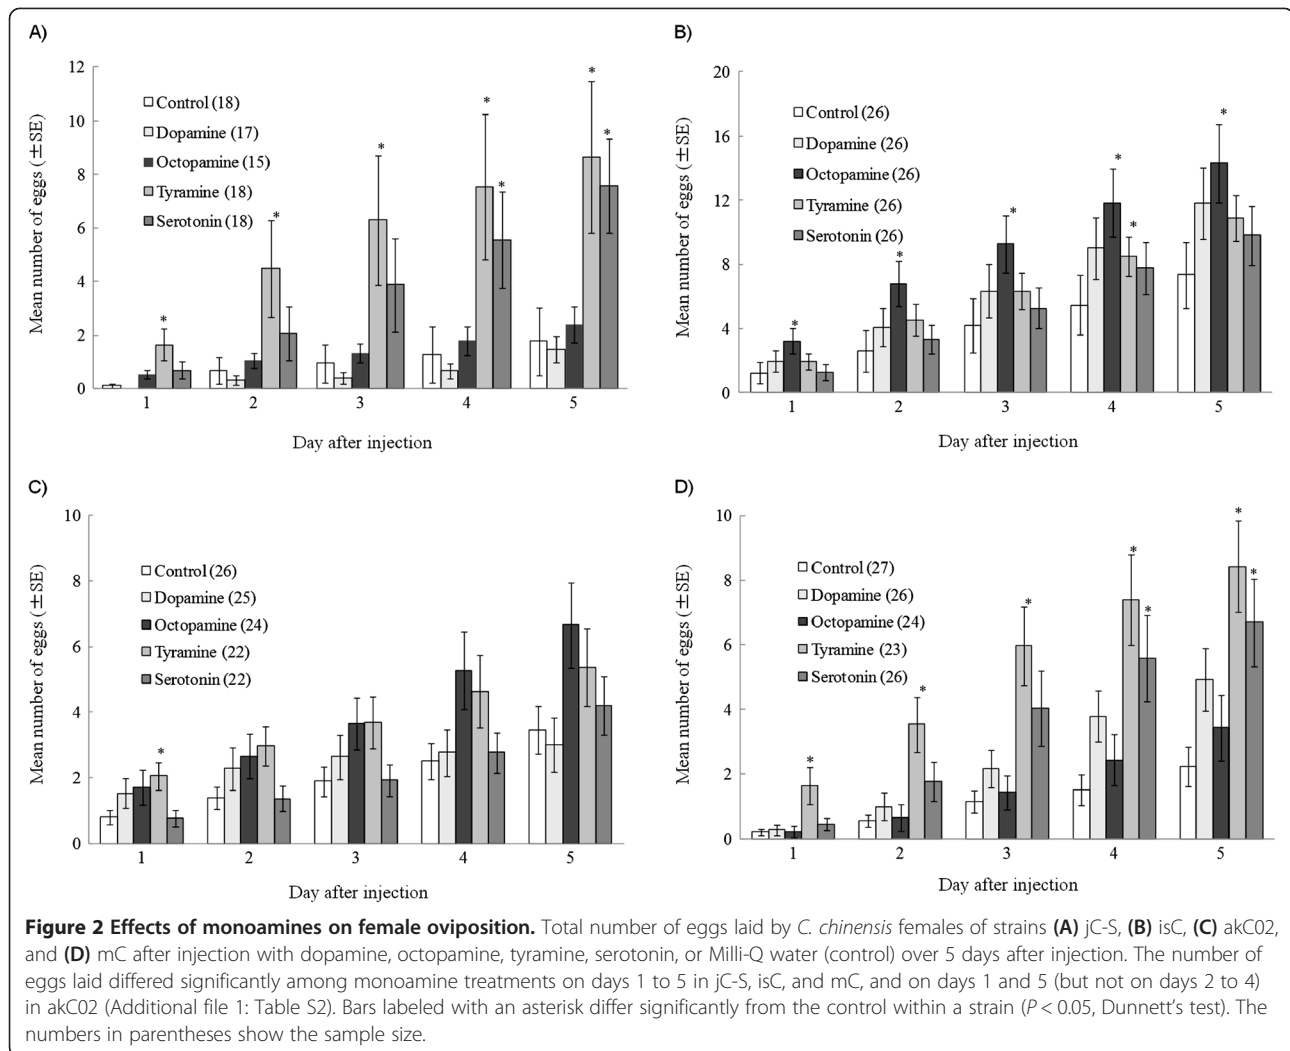 A)
Mean number of eggs (±SE)
12
10
8
6
4
2
0
Control (18)
Dopamine (17)
Octopamine (15)
Tyramine (18)
Serotonin (18)
*
*
*
*
*
*
*
1 2 3 4 5
Day after injection
B)
Mean number of eggs (±SE)
20
16
12
8
4
0
Control (26)
Dopamine (26)
Octopamine (26)
Tyramine (26)
Serotonin (26)
*
*
*
*
*
*
1 2 3 4 5
Day after injection
C)
Mean number of eggs (±SE)
10
8
6
4
2
0
Control (26)
Dopamine (25)
Octopamine (24)
Tyramine (22)
Serotonin (22)
*
1 2 3 4 5
Day after injection
D)
Mean number of eggs (±SE)
10
8
6
4
2
0
Control (27)
Dopamine (26)
Octopamine (24)
Tyramine (23)
Serotonin (26)
*
*
*
*
*
*
*
1 2 3 4 5
Day after injection
Figure 2 Effects of monoamines on female oviposition. Total number of eggs laid by C. chinensis females of strains (A) jC-S, (B) isC, (C) akC02,
and (D) mC after injection with dopamine, octopamine, tyramine, serotonin, or Milli-Q water (control) over 5 days after injection. The number of
eggs laid differed significantly among monoamine treatments on days 1 to 5 in jC-S, isC, and mC, and on days 1 and 5 (but not on days 2 to 4)
in akC02 (Additional file 1: Table S2). Bars labeled with an asterisk differ significantly from the control within a strain (P < 0.05, Dunnett's test). The
numbers in parentheses show the sample size.